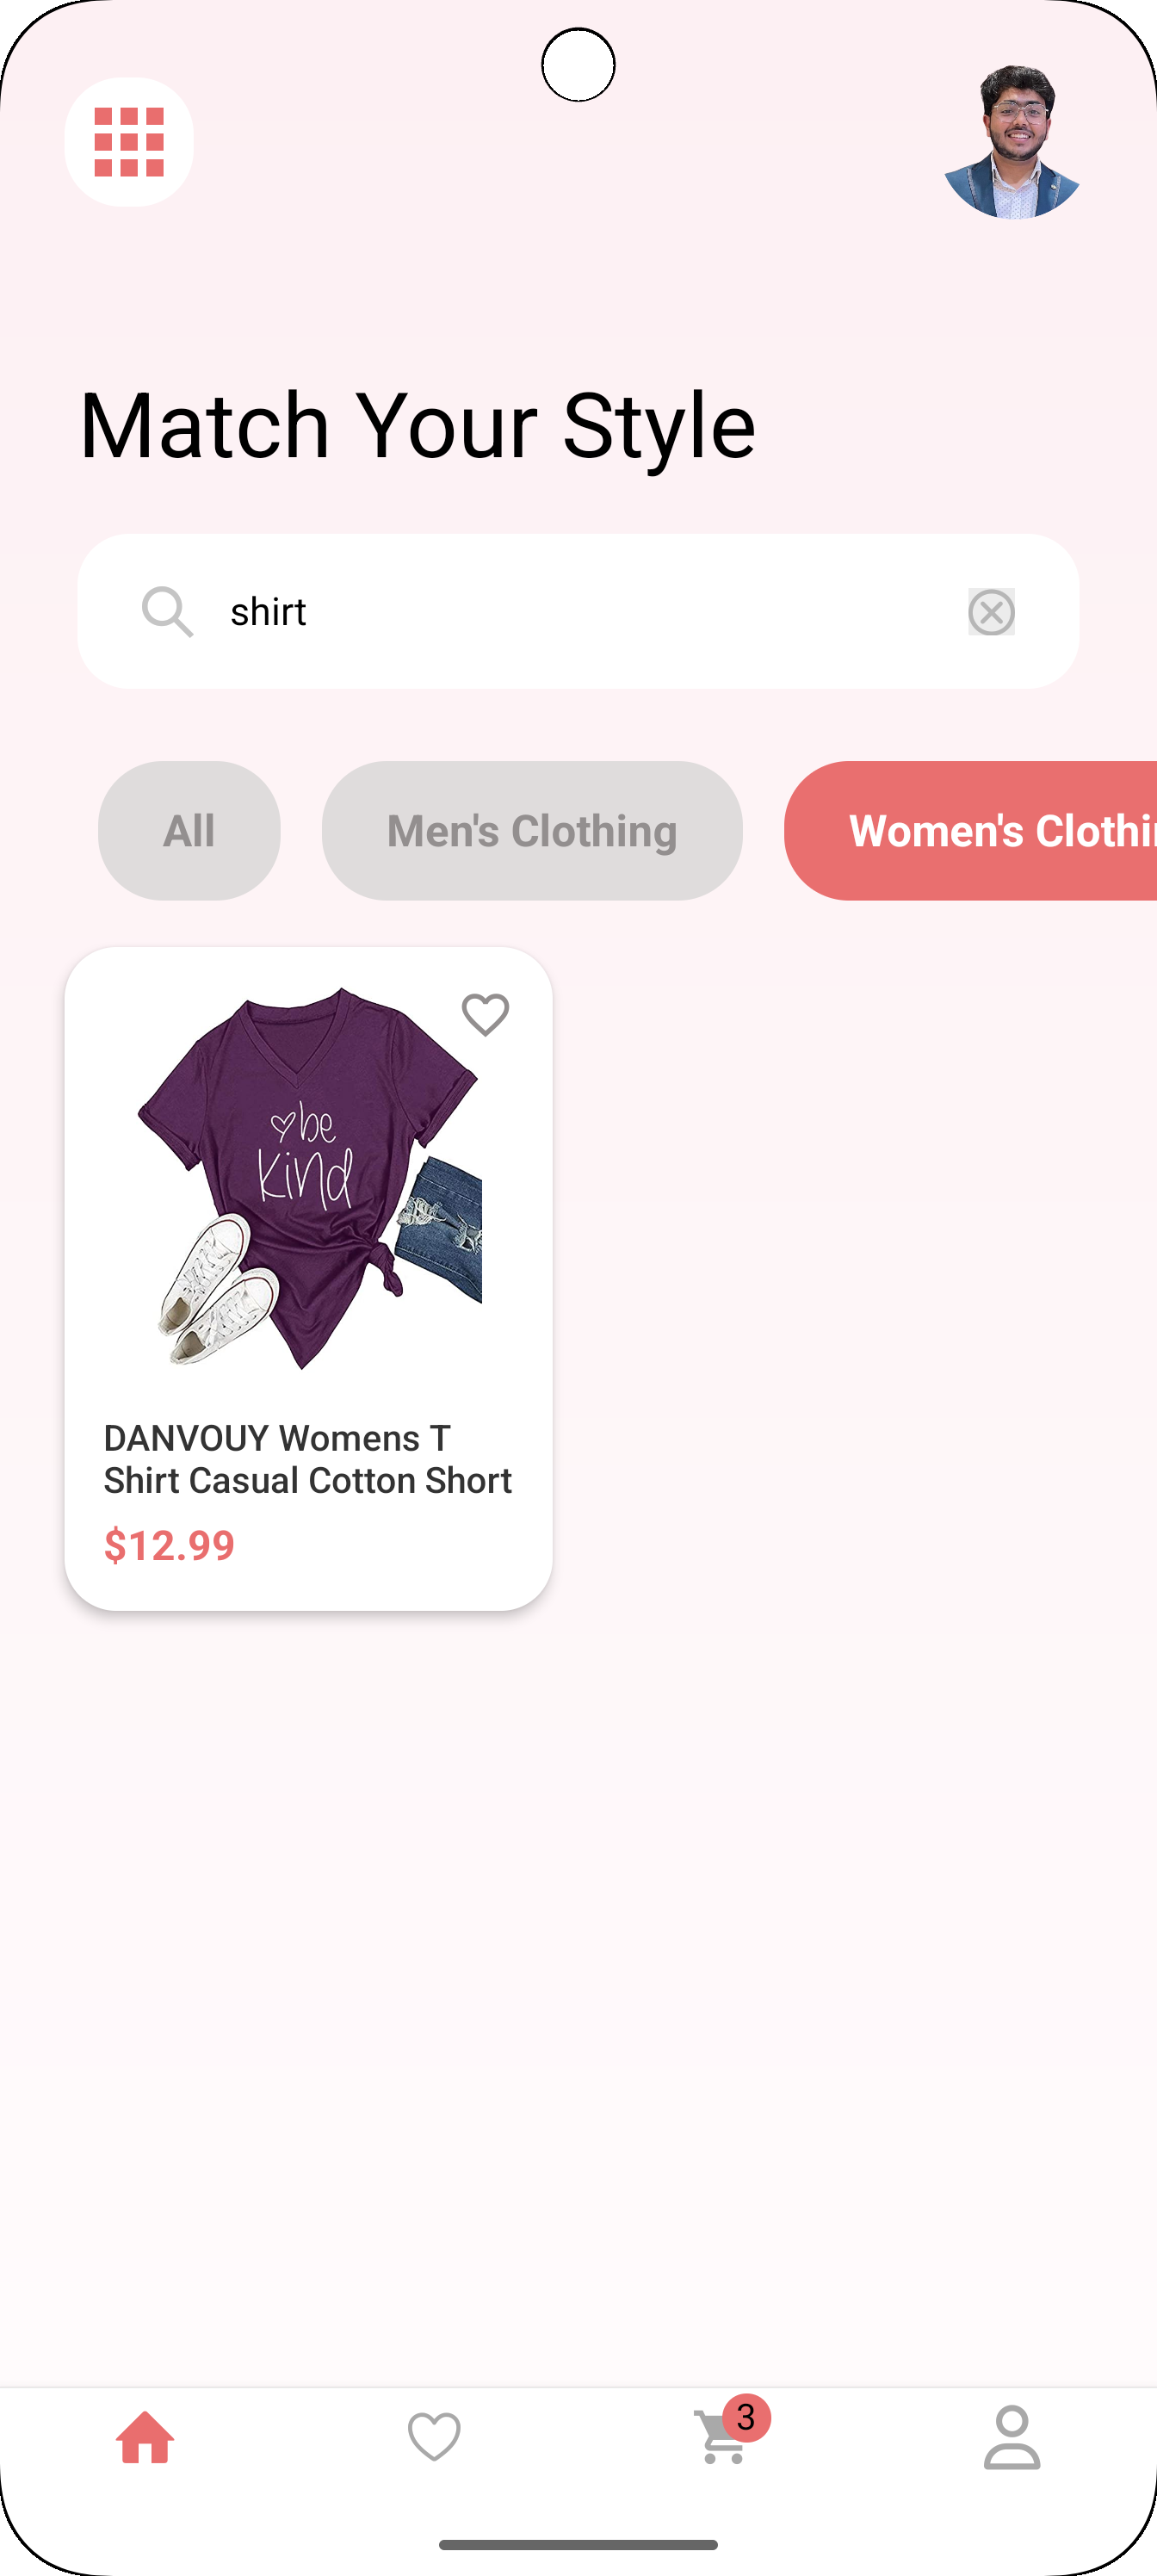 Match Your Style
shirt
All
Men's Clothing
Women's
be
kind
DANVOUY Womens T
Shirt Casual Cotton Short
$12.99
3